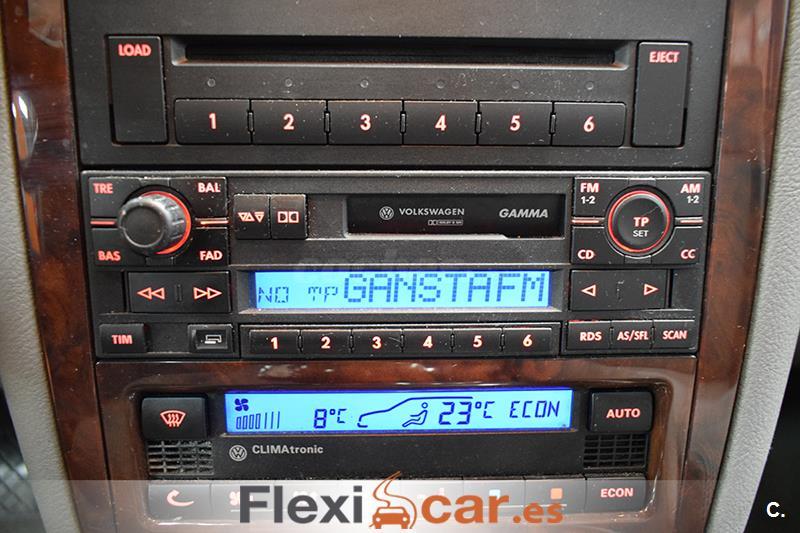 LOAD
EJECT
1 2 3 4 5 6
TRE BAL
BAS FAD
VOLKSWAGEN GAMMA
FM 1-2
AM 1-2
TP SET
CD CC
NO TP GANSTAFM
TIM
1 2 3 4 5 6
RDS AS/SFL SCAN
8°C 23°C ECON
AUTO
CLIMAtronic
ECON
Flexicar.es
C.